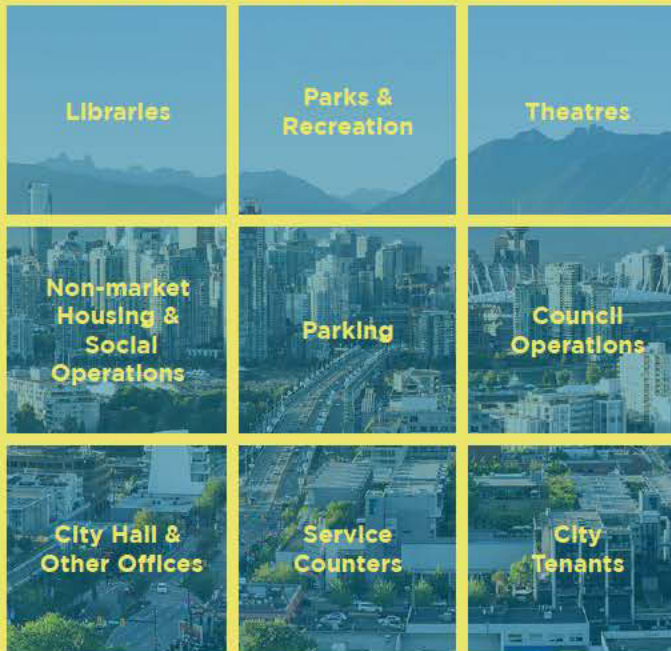 Libraries
Parks &
Recreation
Theatres
Non-market
Housing &
Social
Operations
Parking
Council
Operations
City Hall &
Other Offices
Service
Counters
City
Tenants